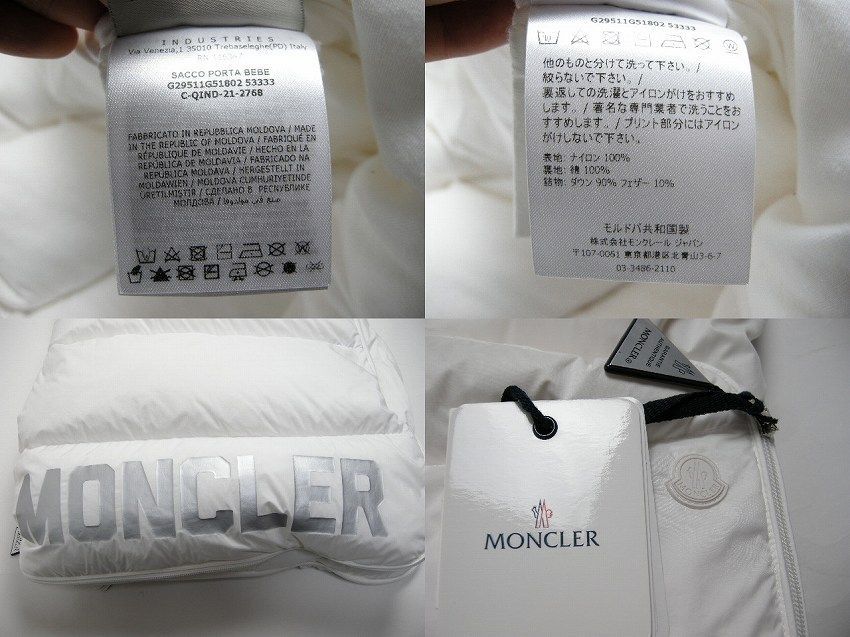 INDUSTRIES
Via Venezia,1 35010 Trebaseleghe(PD) Italy
SACCO PORTA BEBE
G29511G51802 53333
C-QIND-21-2768
FABBRICATO IN REPUBBLICA MOLDOVA / MADE
IN THE REPUBLIC OF MOLDOVA / FABRIQUÉ EN
RÉPUBLIQUE DE MOLDAVIE / HECHO EN LA
REPÚBLICA MOLDAVIA / FABRICADO NA
REPÚBLICA MOLDAVA / HERGESTELLT IN
MOLDAWIEN / MOLDOVA CUMHURIYETINDE
ÜRETILMISTIR / СДЕЛАНО В РЕСПУБЛИКЕ
МОЛДОВА / صنع في مولدوفا
G29511G51802 53333
他のものと分けて洗って下さい。/
絞らないで下さい。/
裏返しての洗濯とアイロンがけをおすすめ
します。/ 著名な専門業者で洗うことをお
すすめします。/ プリント部分にはアイロン
がけしないで下さい。
表地: ナイロン 100%
裏地: 綿 100%
詰物: ダウン 90% フェザー 10%
モルドバ共和国製
株式会社モンクレール ジャパン
〒107-0061 東京都港区北青山3-6-7
03-3486-2110
MONCLER
MONCLER
GARANTIE
AUTHENTIQUE
MONCLER